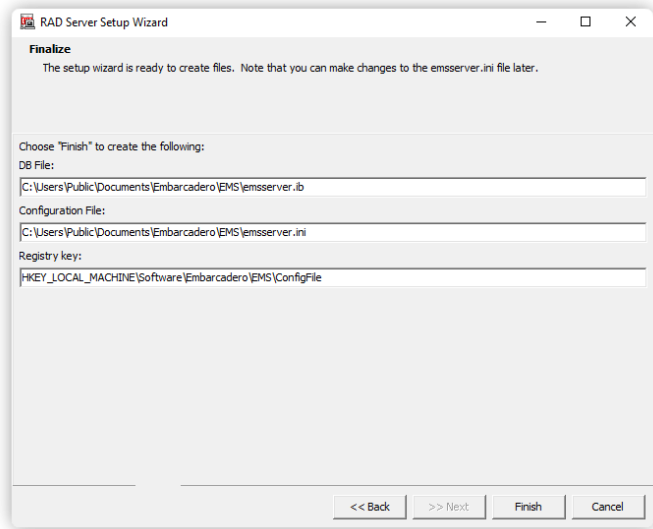 RAD Server Setup Wizard
Finalize
The setup wizard is ready to create files. Note that you can make changes to the emsserver.ini file later.
Choose "Finish" to create the following:
DB File:
C:\Users\Public\Documents\Embarcadero\EMS\emsserver.ib
Configuration File:
C:\Users\Public\Documents\Embarcadero\EMS\emsserver.ini
Registry key:
HKEY_LOCAL_MACHINE\Software\Embarcadero\EMS\ConfigFile
<< Back >> Next Finish Cancel